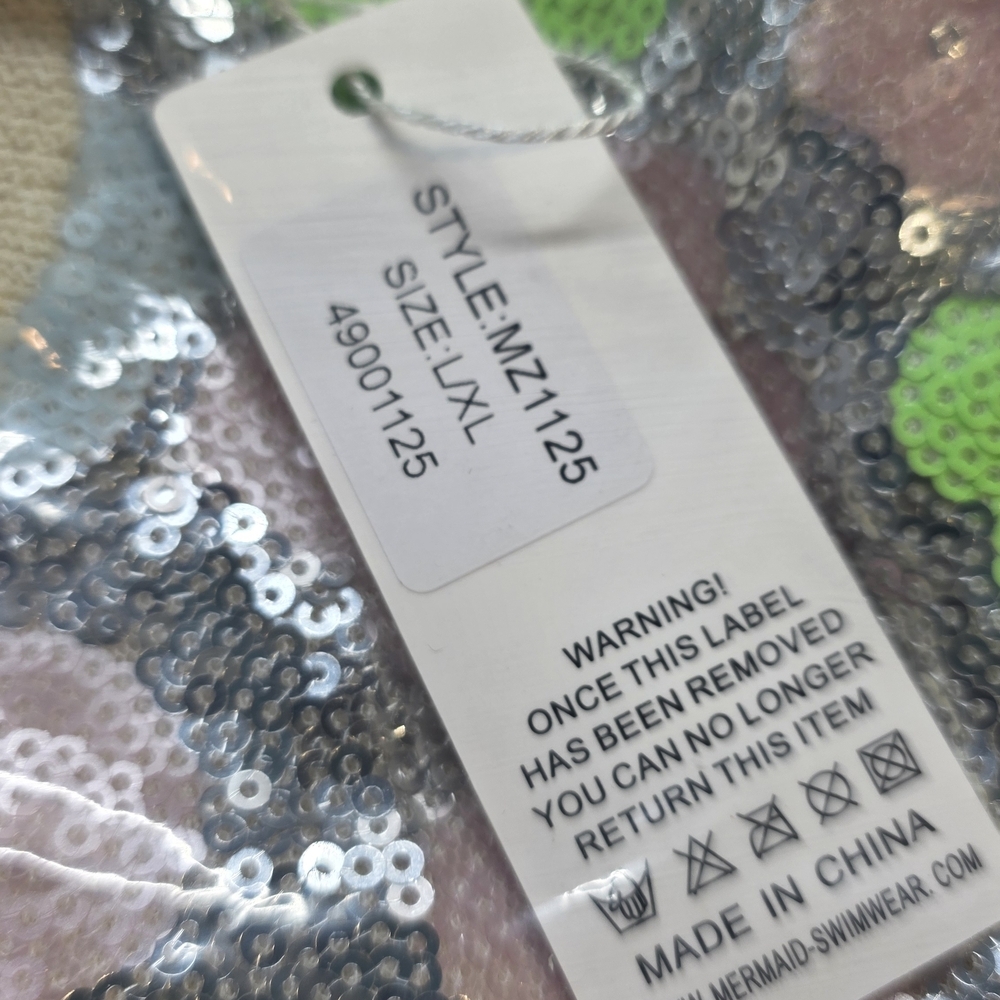 STYLE:MZ1125
SIZE:L/XL
49001125
WARNING!
ONCE THIS LABEL
HAS BEEN REMOVED
YOU CAN NO LONGER
RETURN THIS ITEM
MADE IN CHINA
W.MERMAID-SWIMWEAR.COM